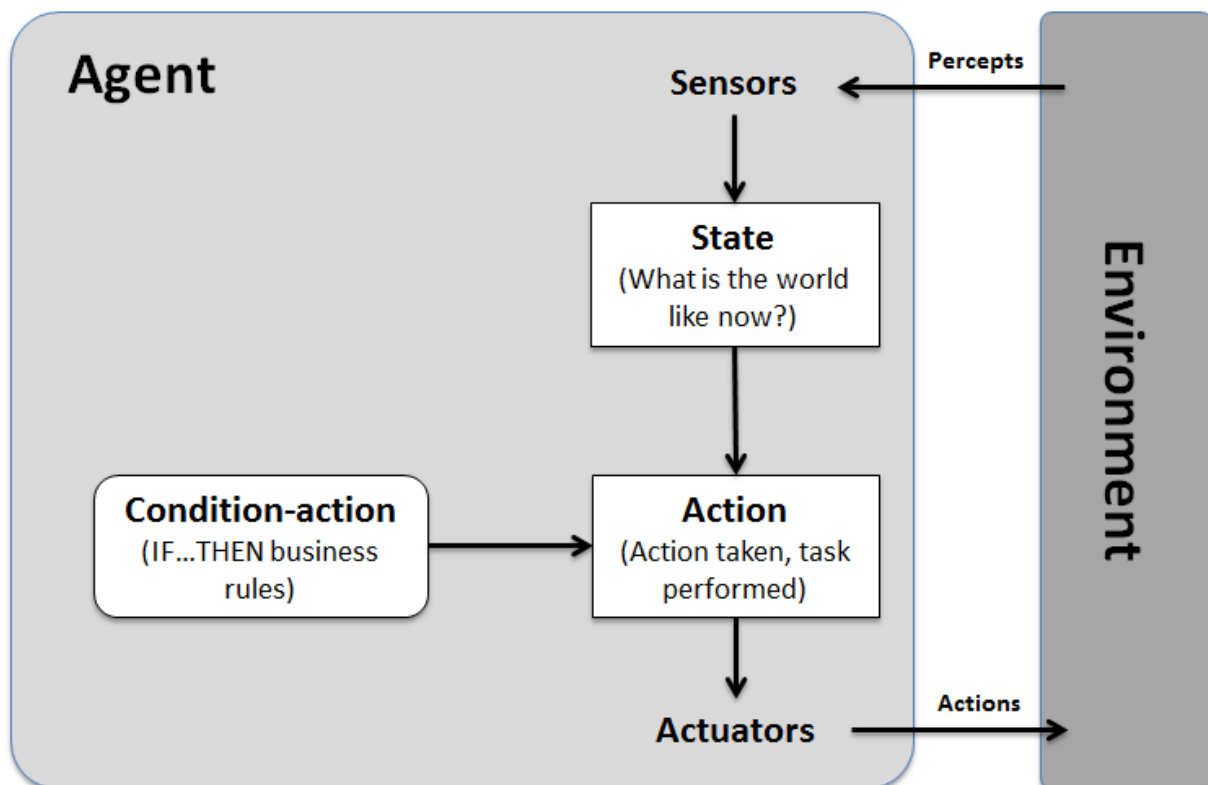 Agent
Percepts
Sensors
State
(What is the world
like now?)
Environment
Condition-action
(IF...THEN business
rules)
Action
(Action taken, task
performed)
Actions
Actuators